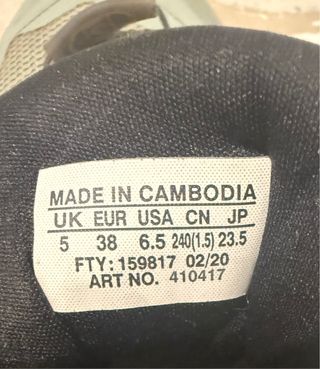 MADE IN CAMBODIA
UK EUR USA CN JP
5 38 6.5 240(1.5) 23.5
FTY: 159817 02/20
ART NO. 410417